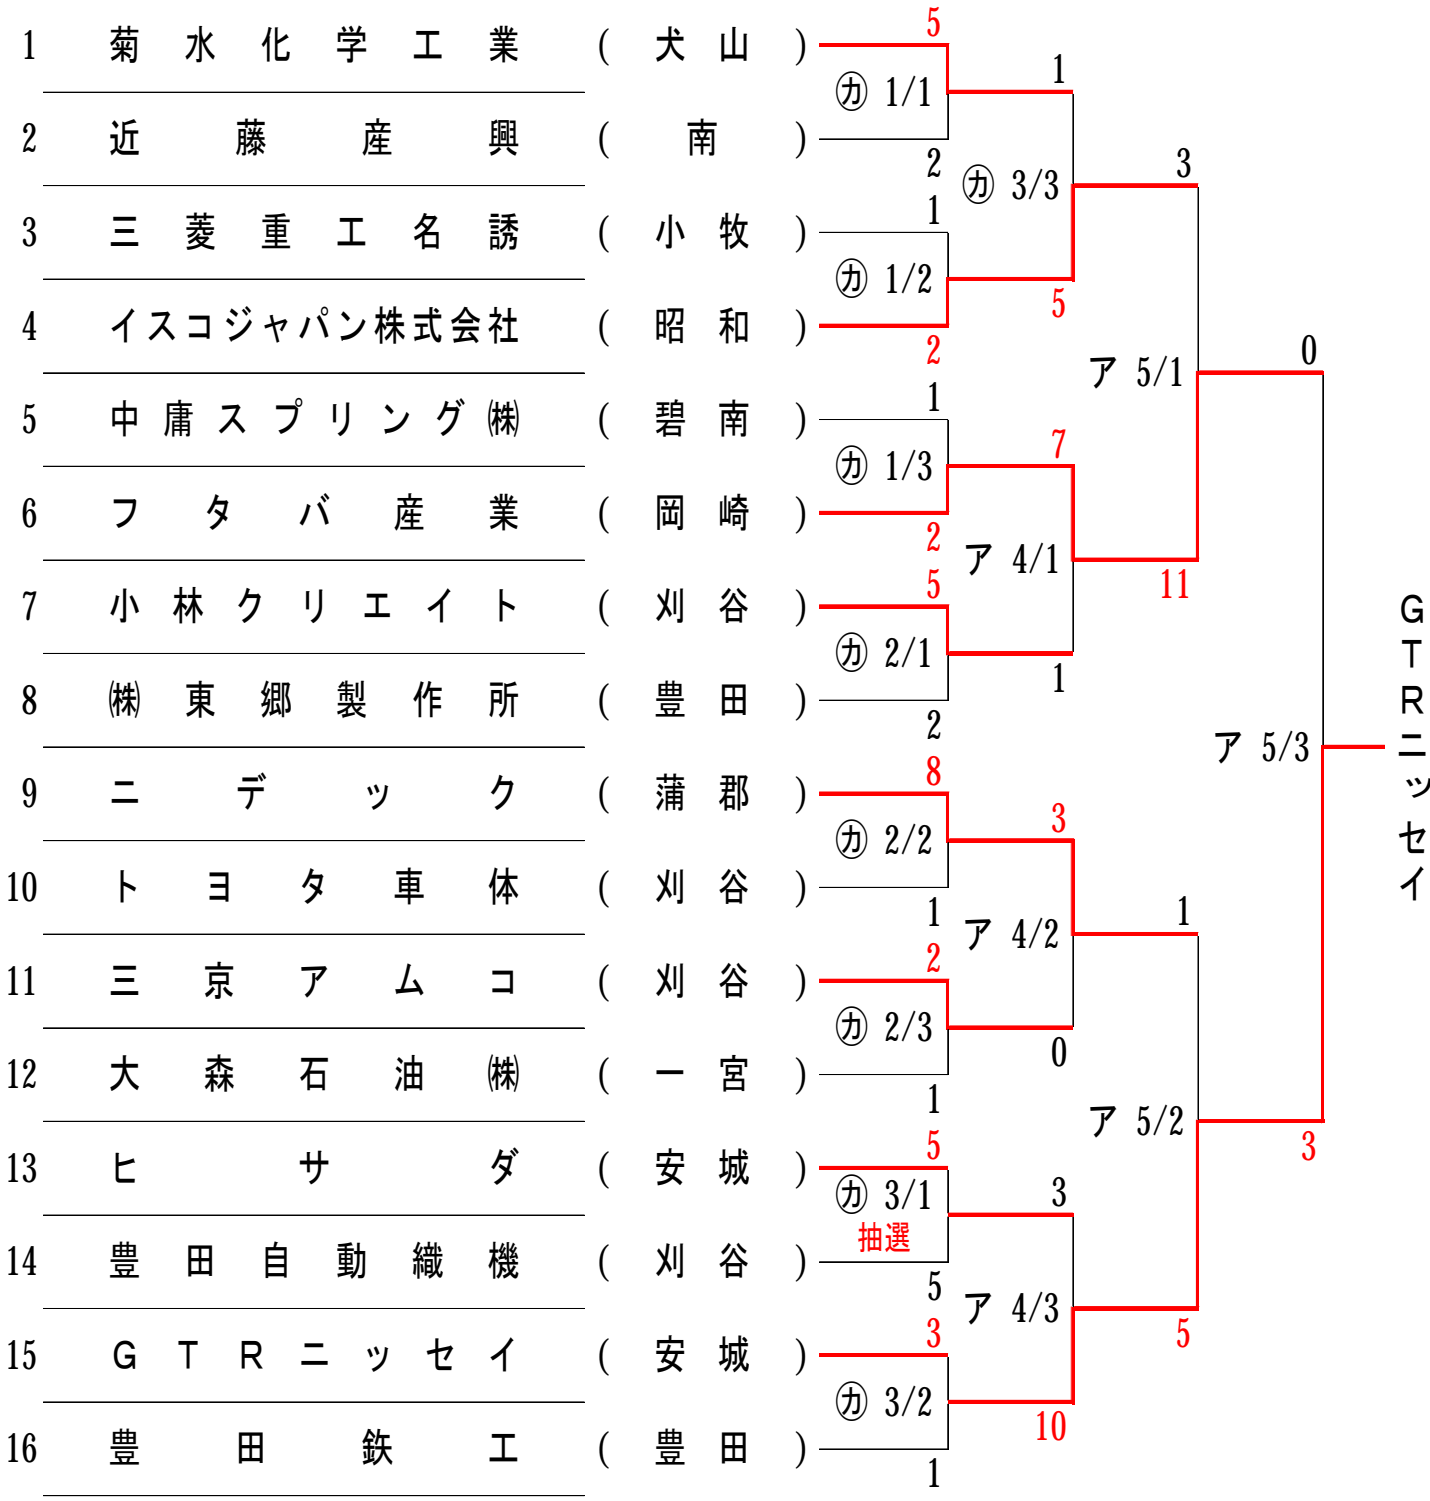 1 菊水化学工業 (犬山) 5
㋕ 1/1 1
2 近藤産興 (南) 2
㋕ 3/3 3
3 三菱重工名誘 (小牧) 1
㋕ 1/2 5
4 イスコジャパン株式会社 (昭和) 2
ア 5/1 0
5 中庸スプリング㈱ (碧南) 1
㋕ 1/3 7
6 フタバ産業 (岡崎) 2
ア 4/1 11
7 小林クリエイト (刈谷) 5
㋕ 2/1 1
8 ㈱東郷製作所 (豊田) 2
ア 5/3
GTRニッセイ
9 ニデック (蒲郡) 8
㋕ 2/2 3
10 トヨタ車体 (刈谷) 1
ア 4/2 1
11 三京アムコ (刈谷) 2
㋕ 2/3 0
12 大森石油㈱ (一宮) 1
ア 5/2 3
13 ヒサダ (安城) 5
㋕ 3/1 3
抽選
14 豊田自動織機 (刈谷) 5
ア 4/3 5
15 GTRニッセイ (安城) 3
㋕ 3/2 10
16 豊田鉄工 (豊田) 1